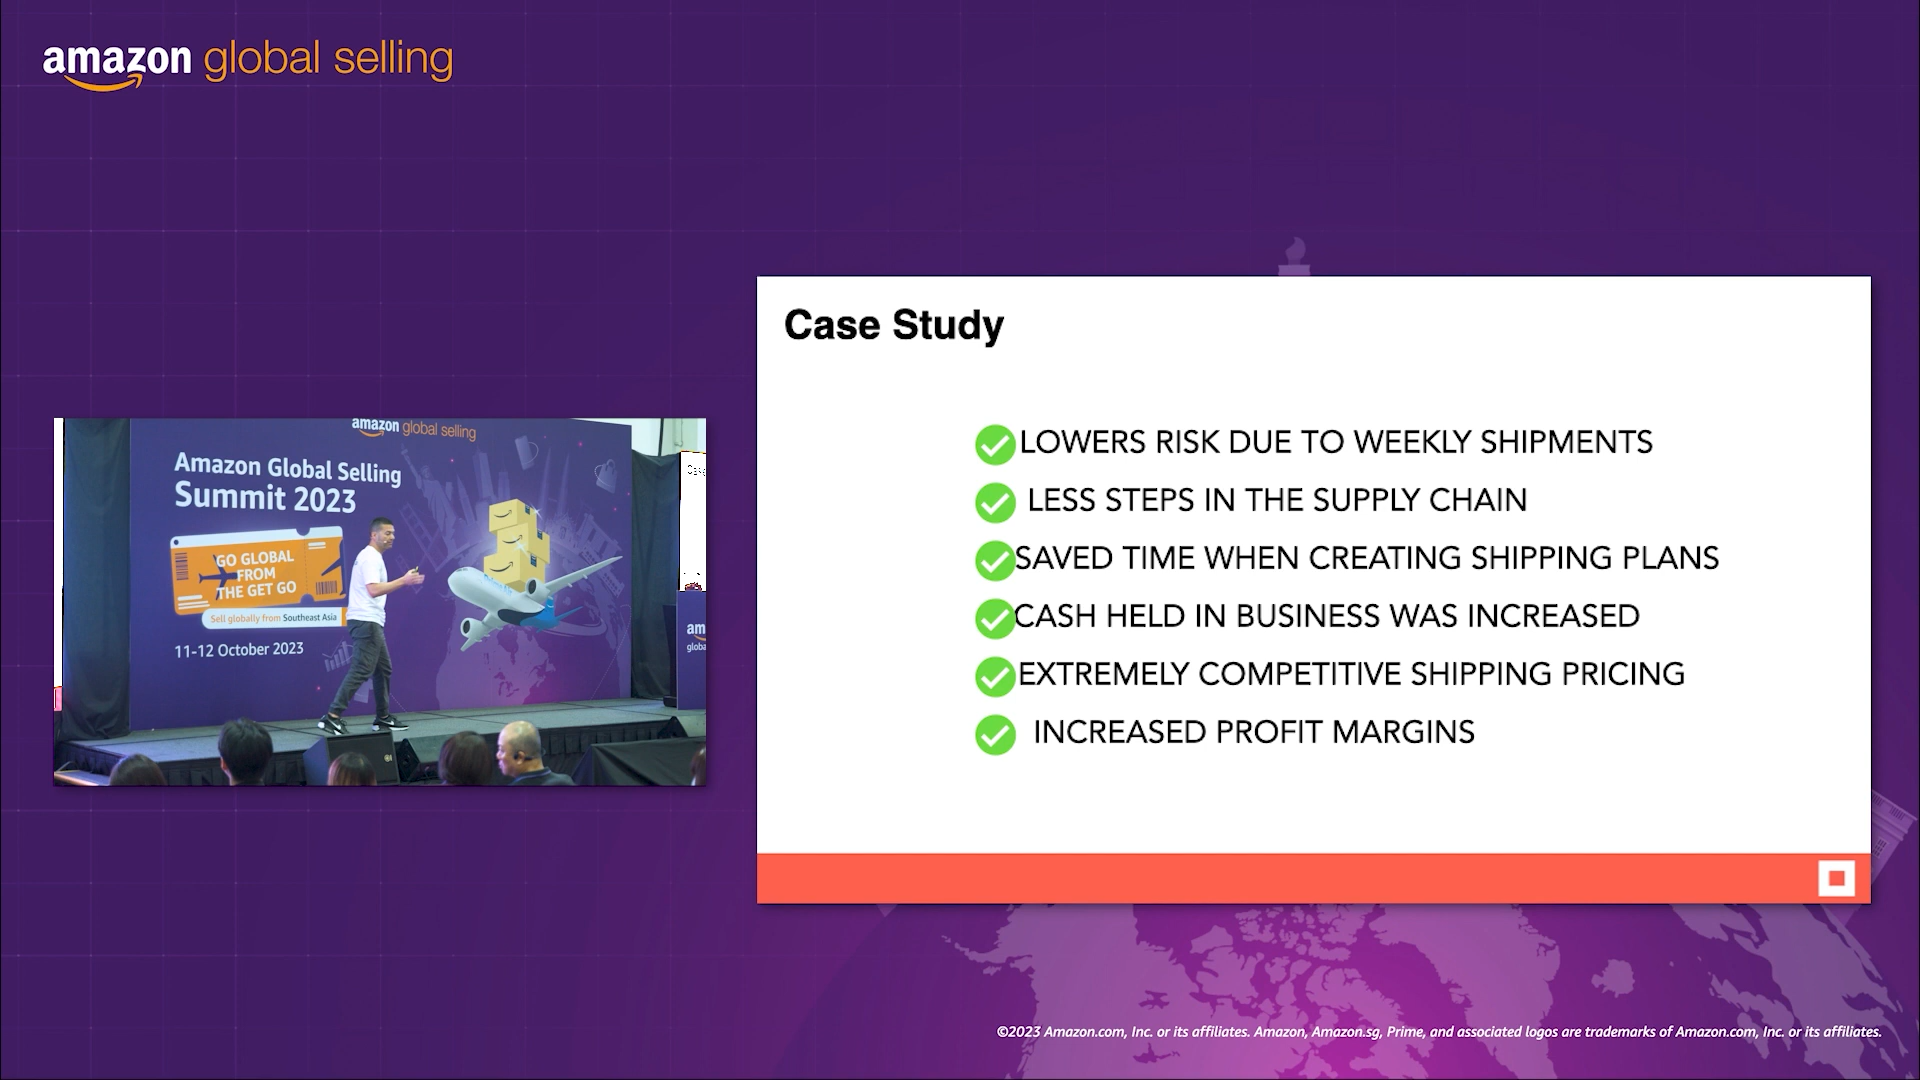 amazon global selling
amazon global selling
Amazon Global Selling
Summit 2023
GO GLOBAL
FROM
THE GET GO
Sell globally from Southeast Asia
11-12 October 2023
Case Study
LOWERS RISK DUE TO WEEKLY SHIPMENTS
LESS STEPS IN THE SUPPLY CHAIN
SAVED TIME WHEN CREATING SHIPPING PLANS
CASH HELD IN BUSINESS WAS INCREASED
EXTREMELY COMPETITIVE SHIPPING PRICING
INCREASED PROFIT MARGINS
©2023 Amazon.com, Inc. or its affiliates. Amazon, Amazon.sg, Prime, and associated logos are trademarks of Amazon.com, Inc. or its affiliates.